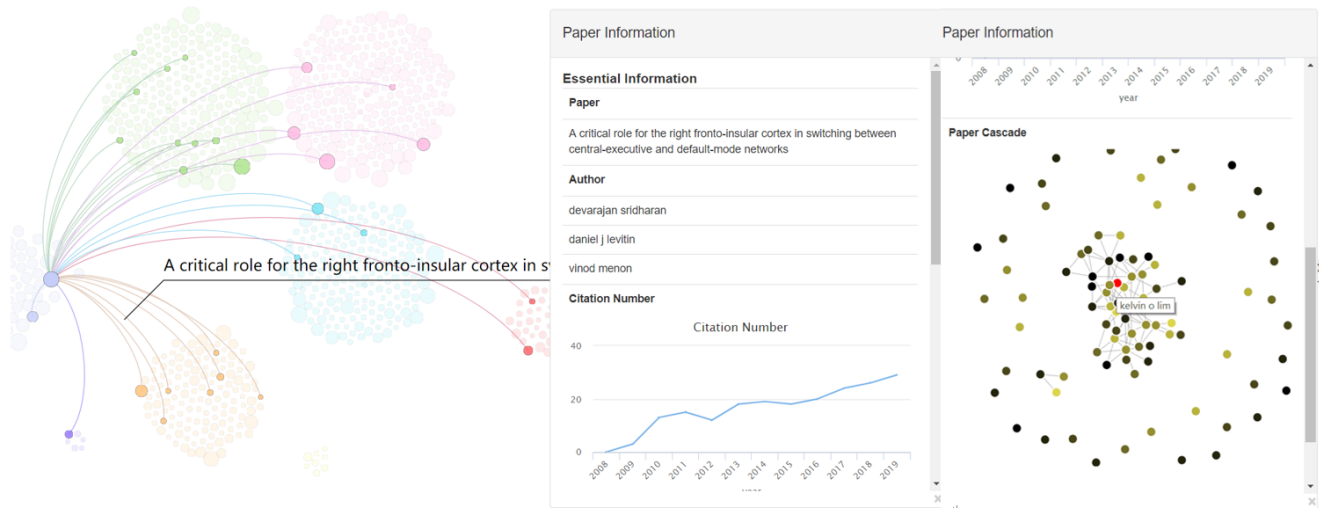 A critical role for the right fronto-insular cortex in s
Paper Information
Essential Information
Paper
A critical role for the right fronto-insular cortex in switching between
central-executive and default-mode networks
Author
devarajan sridharan
daniel j levitin
vinod menon
Citation Number
Citation Number
40
20
0
2008 2009 2010 2011 2012 2013 2014 2015 2016 2017 2018 2019
Paper Information
2008 2009 2010 2011 2012 2013 2014 2015 2016 2017 2018 2019
year
Paper Cascade
kelvin o lim